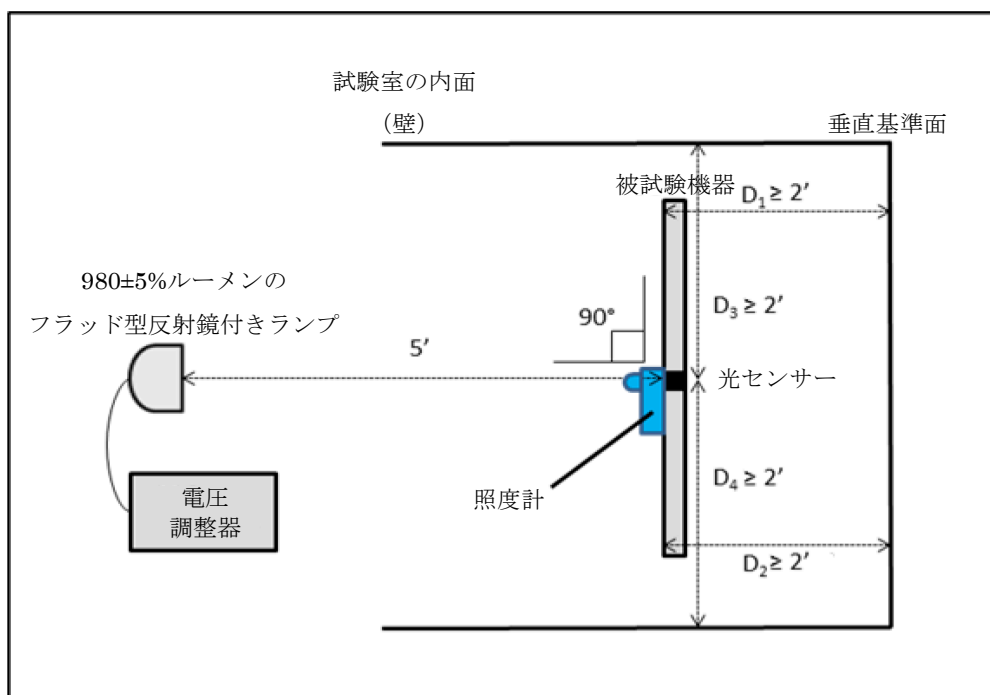 試験室の内面
（壁）
垂直基準面
被試験機器
D₁ ≥ 2’
980±5%ルーメンの
フラッド型反射鏡付きランプ
90°
D₃ ≥ 2’
5’
光センサー
電圧
調整器
照度計
D₄ ≥ 2’
D₂ ≥ 2’